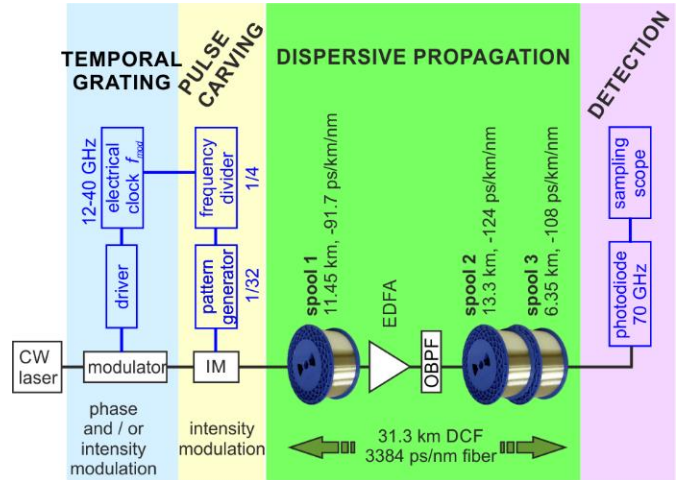 TEMPORAL
GRATING
PULSE
CARVING
DISPERSIVE PROPAGATION
DETECTION
12-40 GHz
electrical
clock f_mod
frequency
divider
1/4
driver
pattern
generator
1/32
spool 1
11.45 km, -91.7 ps/km/nm
EDFA
OBPF
spool 2
13.3 km, -124 ps/km/nm
spool 3
6.35 km, -108 ps/km/nm
sampling
scope
photodiode
70 GHz
CW
laser
modulator
IM
phase
and / or
intensity
modulation
intensity
modulation
31.3 km DCF
3384 ps/nm fiber